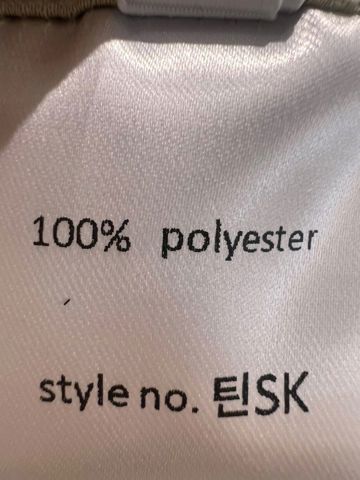 100% polyester
style no. 틴SK